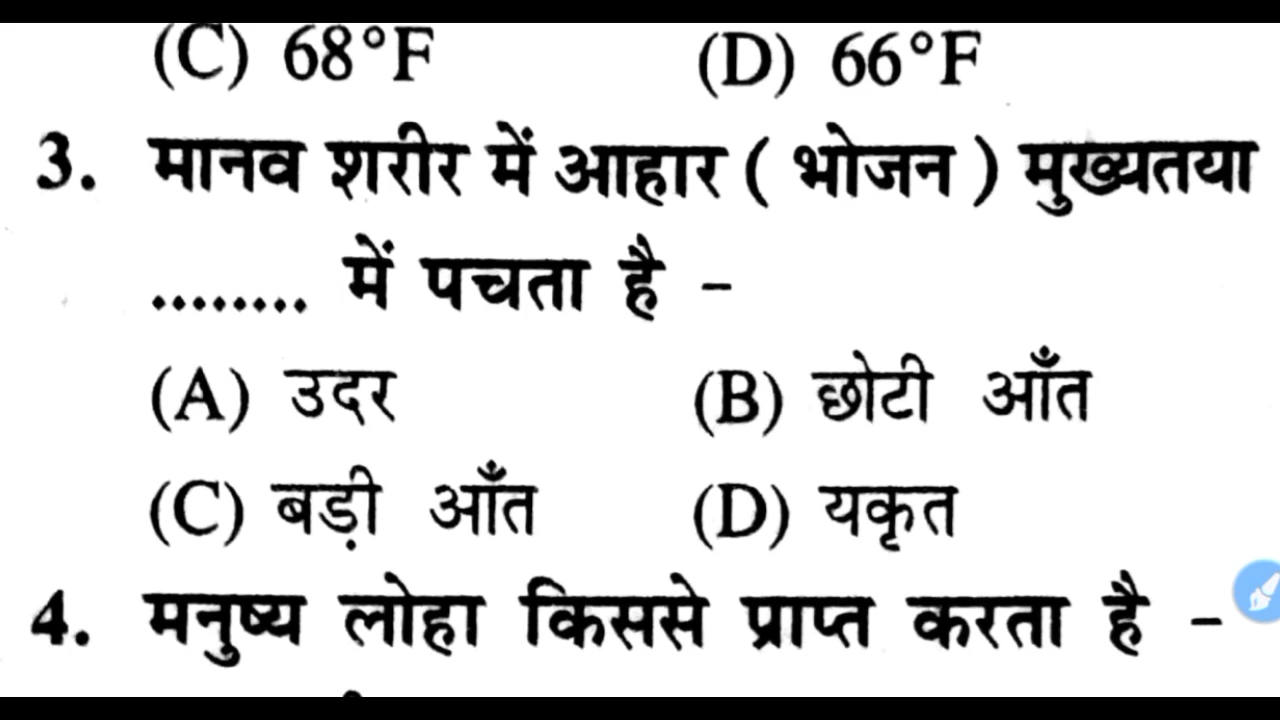 (C) 68°F (D) 66°F
3. मानव शरीर में आहार ( भोजन ) मुख्यतया
........ में पचता है -
(A) उदर (B) छोटी आँत
(C) बड़ी आँत (D) यकृत
4. मनुष्य लोहा किससे प्राप्त करता है -